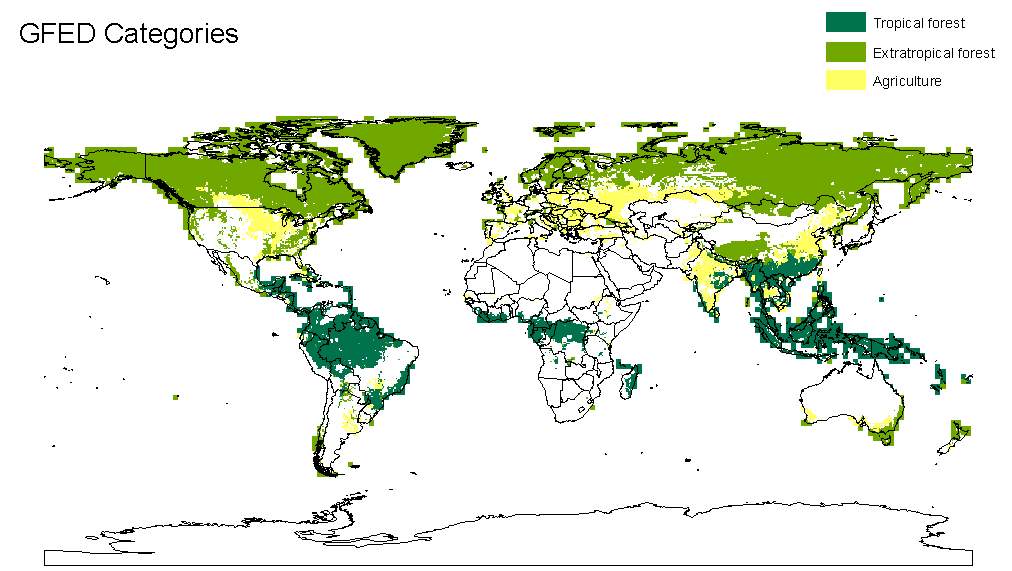 GFED Categories
Tropical forest
Extratropical forest
Agriculture